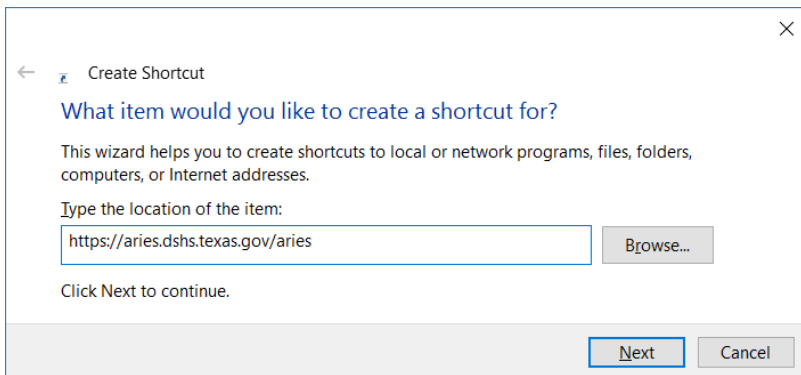 Create Shortcut
What item would you like to create a shortcut for?
This wizard helps you to create shortcuts to local or network programs, files, folders,
computers, or Internet addresses.
Type the location of the item:
https://aries.dshs.texas.gov/aries
Browse...
Click Next to continue.
Next
Cancel